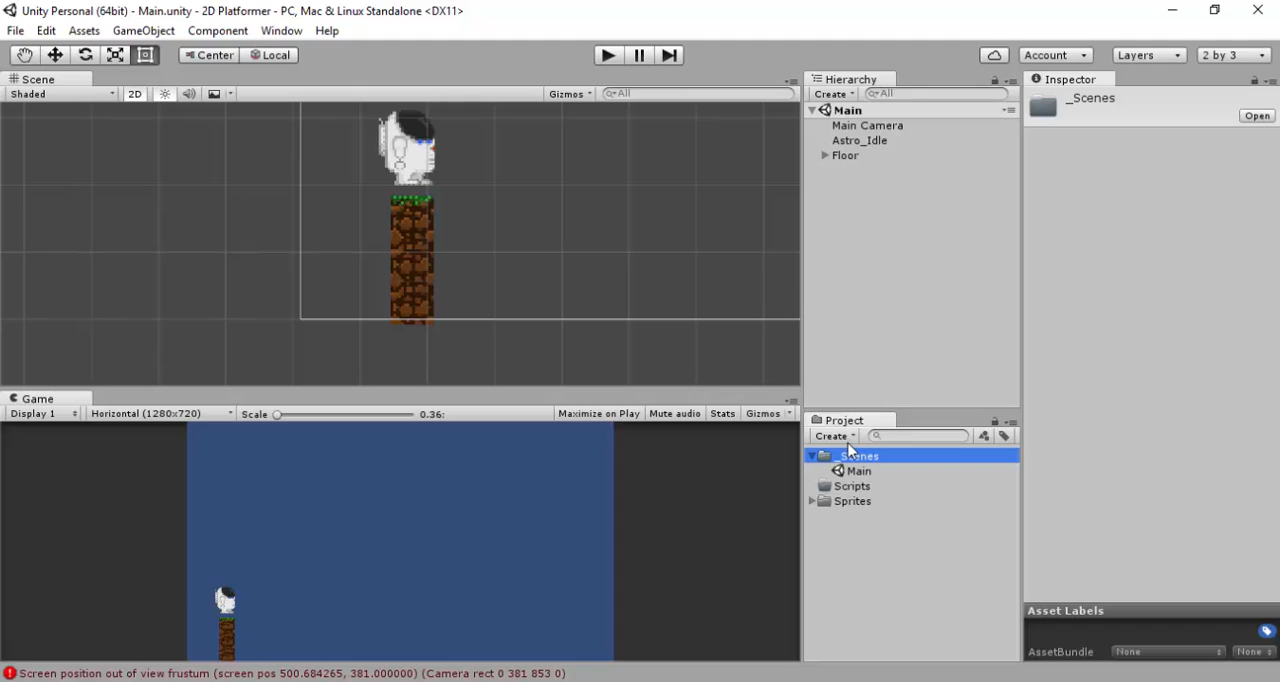 Unity Personal (64bit) - Main.unity - 2D Platformer - PC, Mac & Linux Standalone <DX11>
File Edit Assets GameObject Component Window Help
Center Local Account Layers 2 by 3
Scene
Shaded 2D Gizmos All
Hierarchy
Create All
Main
Main Camera
Astro_Idle
Floor
Inspector
_Scenes
Open
Game
Display 1 Horizontal (1280x720) Scale 0.36: Maximize on Play Mute audio Stats Gizmos
Project
Create
_Scenes
Main
Scripts
Sprites
Asset Labels
AssetBundle None None
Screen position out of view frustum (screen pos 500.684265, 381.000000) (Camera rect 0 381 853 0)